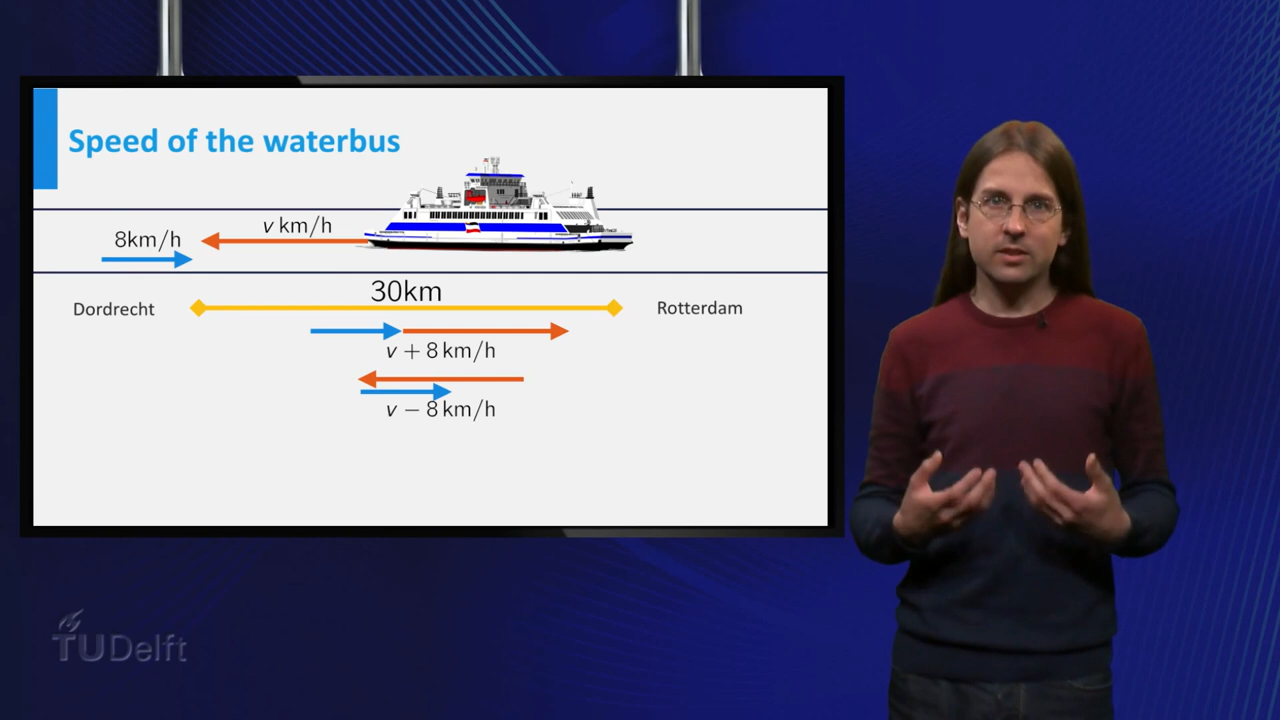 Speed of the waterbus
v km/h
8km/h
30km
Dordrecht
Rotterdam
v + 8 km/h
v − 8 km/h
TUDelft